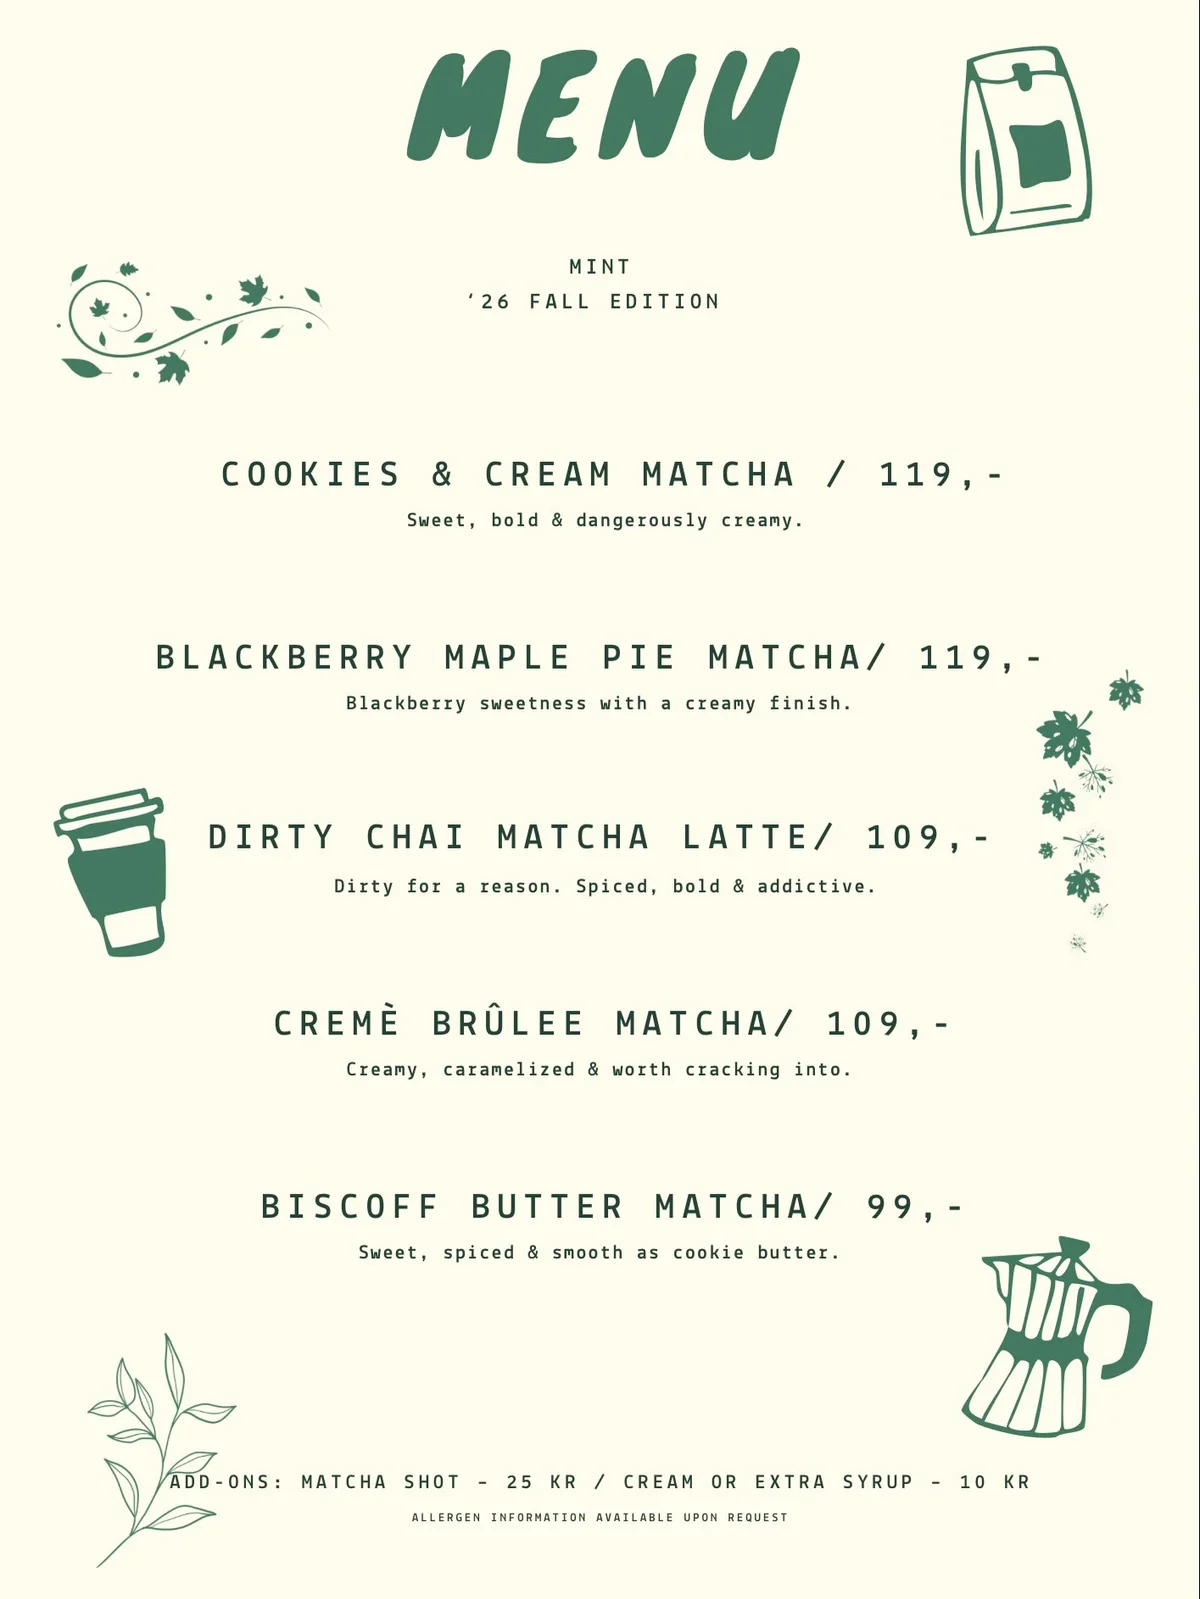 MENU
MINT
‘26 FALL EDITION
COOKIES & CREAM MATCHA / 119,-
Sweet, bold & dangerously creamy.
BLACKBERRY MAPLE PIE MATCHA/ 119,-
Blackberry sweetness with a creamy finish.
DIRTY CHAI MATCHA LATTE/ 109,-
Dirty for a reason. Spiced, bold & addictive.
CREMÈ BRÛLEE MATCHA/ 109,-
Creamy, caramelized & worth cracking into.
BISCOFF BUTTER MATCHA/ 99,-
Sweet, spiced & smooth as cookie butter.
ADD-ONS: MATCHA SHOT – 25 KR / CREAM OR EXTRA SYRUP – 10 KR
ALLERGEN INFORMATION AVAILABLE UPON REQUEST